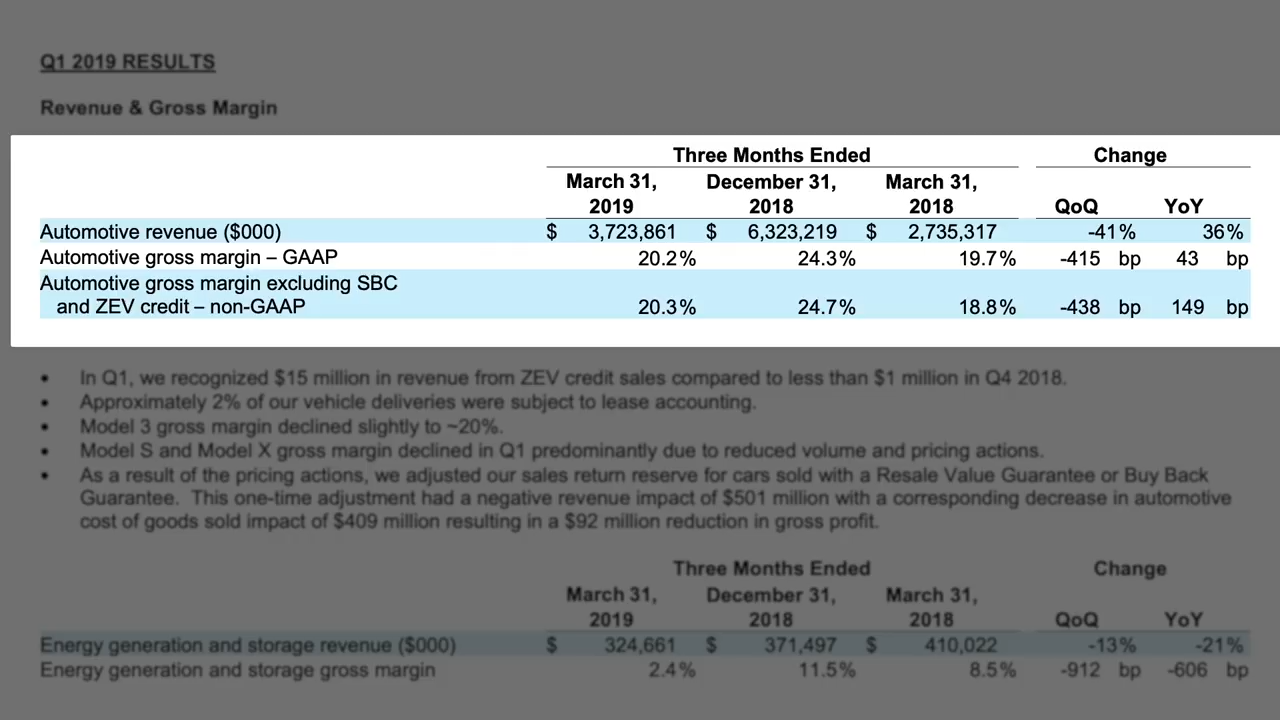 Q1 2019 RESULTS
Revenue & Gross Margin
Three Months Ended Change
March 31, December 31, March 31,
2019 2018 2018 QoQ YoY
Automotive revenue ($000) $ 3,723,861 $ 6,323,219 $ 2,735,317 -41% 36%
Automotive gross margin – GAAP 20.2% 24.3% 19.7% -415 bp 43 bp
Automotive gross margin excluding SBC
and ZEV credit – non-GAAP 20.3% 24.7% 18.8% -438 bp 149 bp
• In Q1, we recognized $15 million in revenue from ZEV credit sales compared to less than $1 million in Q4 2018.
• Approximately 2% of our vehicle deliveries were subject to lease accounting.
• Model 3 gross margin declined slightly to ~20%.
• Model S and Model X gross margin declined in Q1 predominantly due to reduced volume and pricing actions.
• As a result of the pricing actions, we adjusted our sales return reserve for cars sold with a Resale Value Guarantee or Buy Back
Guarantee. This one-time adjustment had a negative revenue impact of $501 million with a corresponding decrease in automotive
cost of goods sold impact of $409 million resulting in a $92 million reduction in gross profit.
Three Months Ended Change
March 31, December 31, March 31,
2019 2018 2018 QoQ YoY
Energy generation and storage revenue ($000) $ 324,661 $ 371,497 $ 410,022 -13% -21%
Energy generation and storage gross margin 2.4% 11.5% 8.5% -912 bp -606 bp